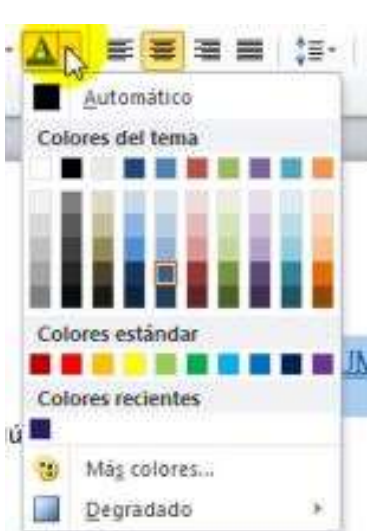 A
Automático
Colores del tema
Colores estándar
Colores recientes
Más colores...
Degradado